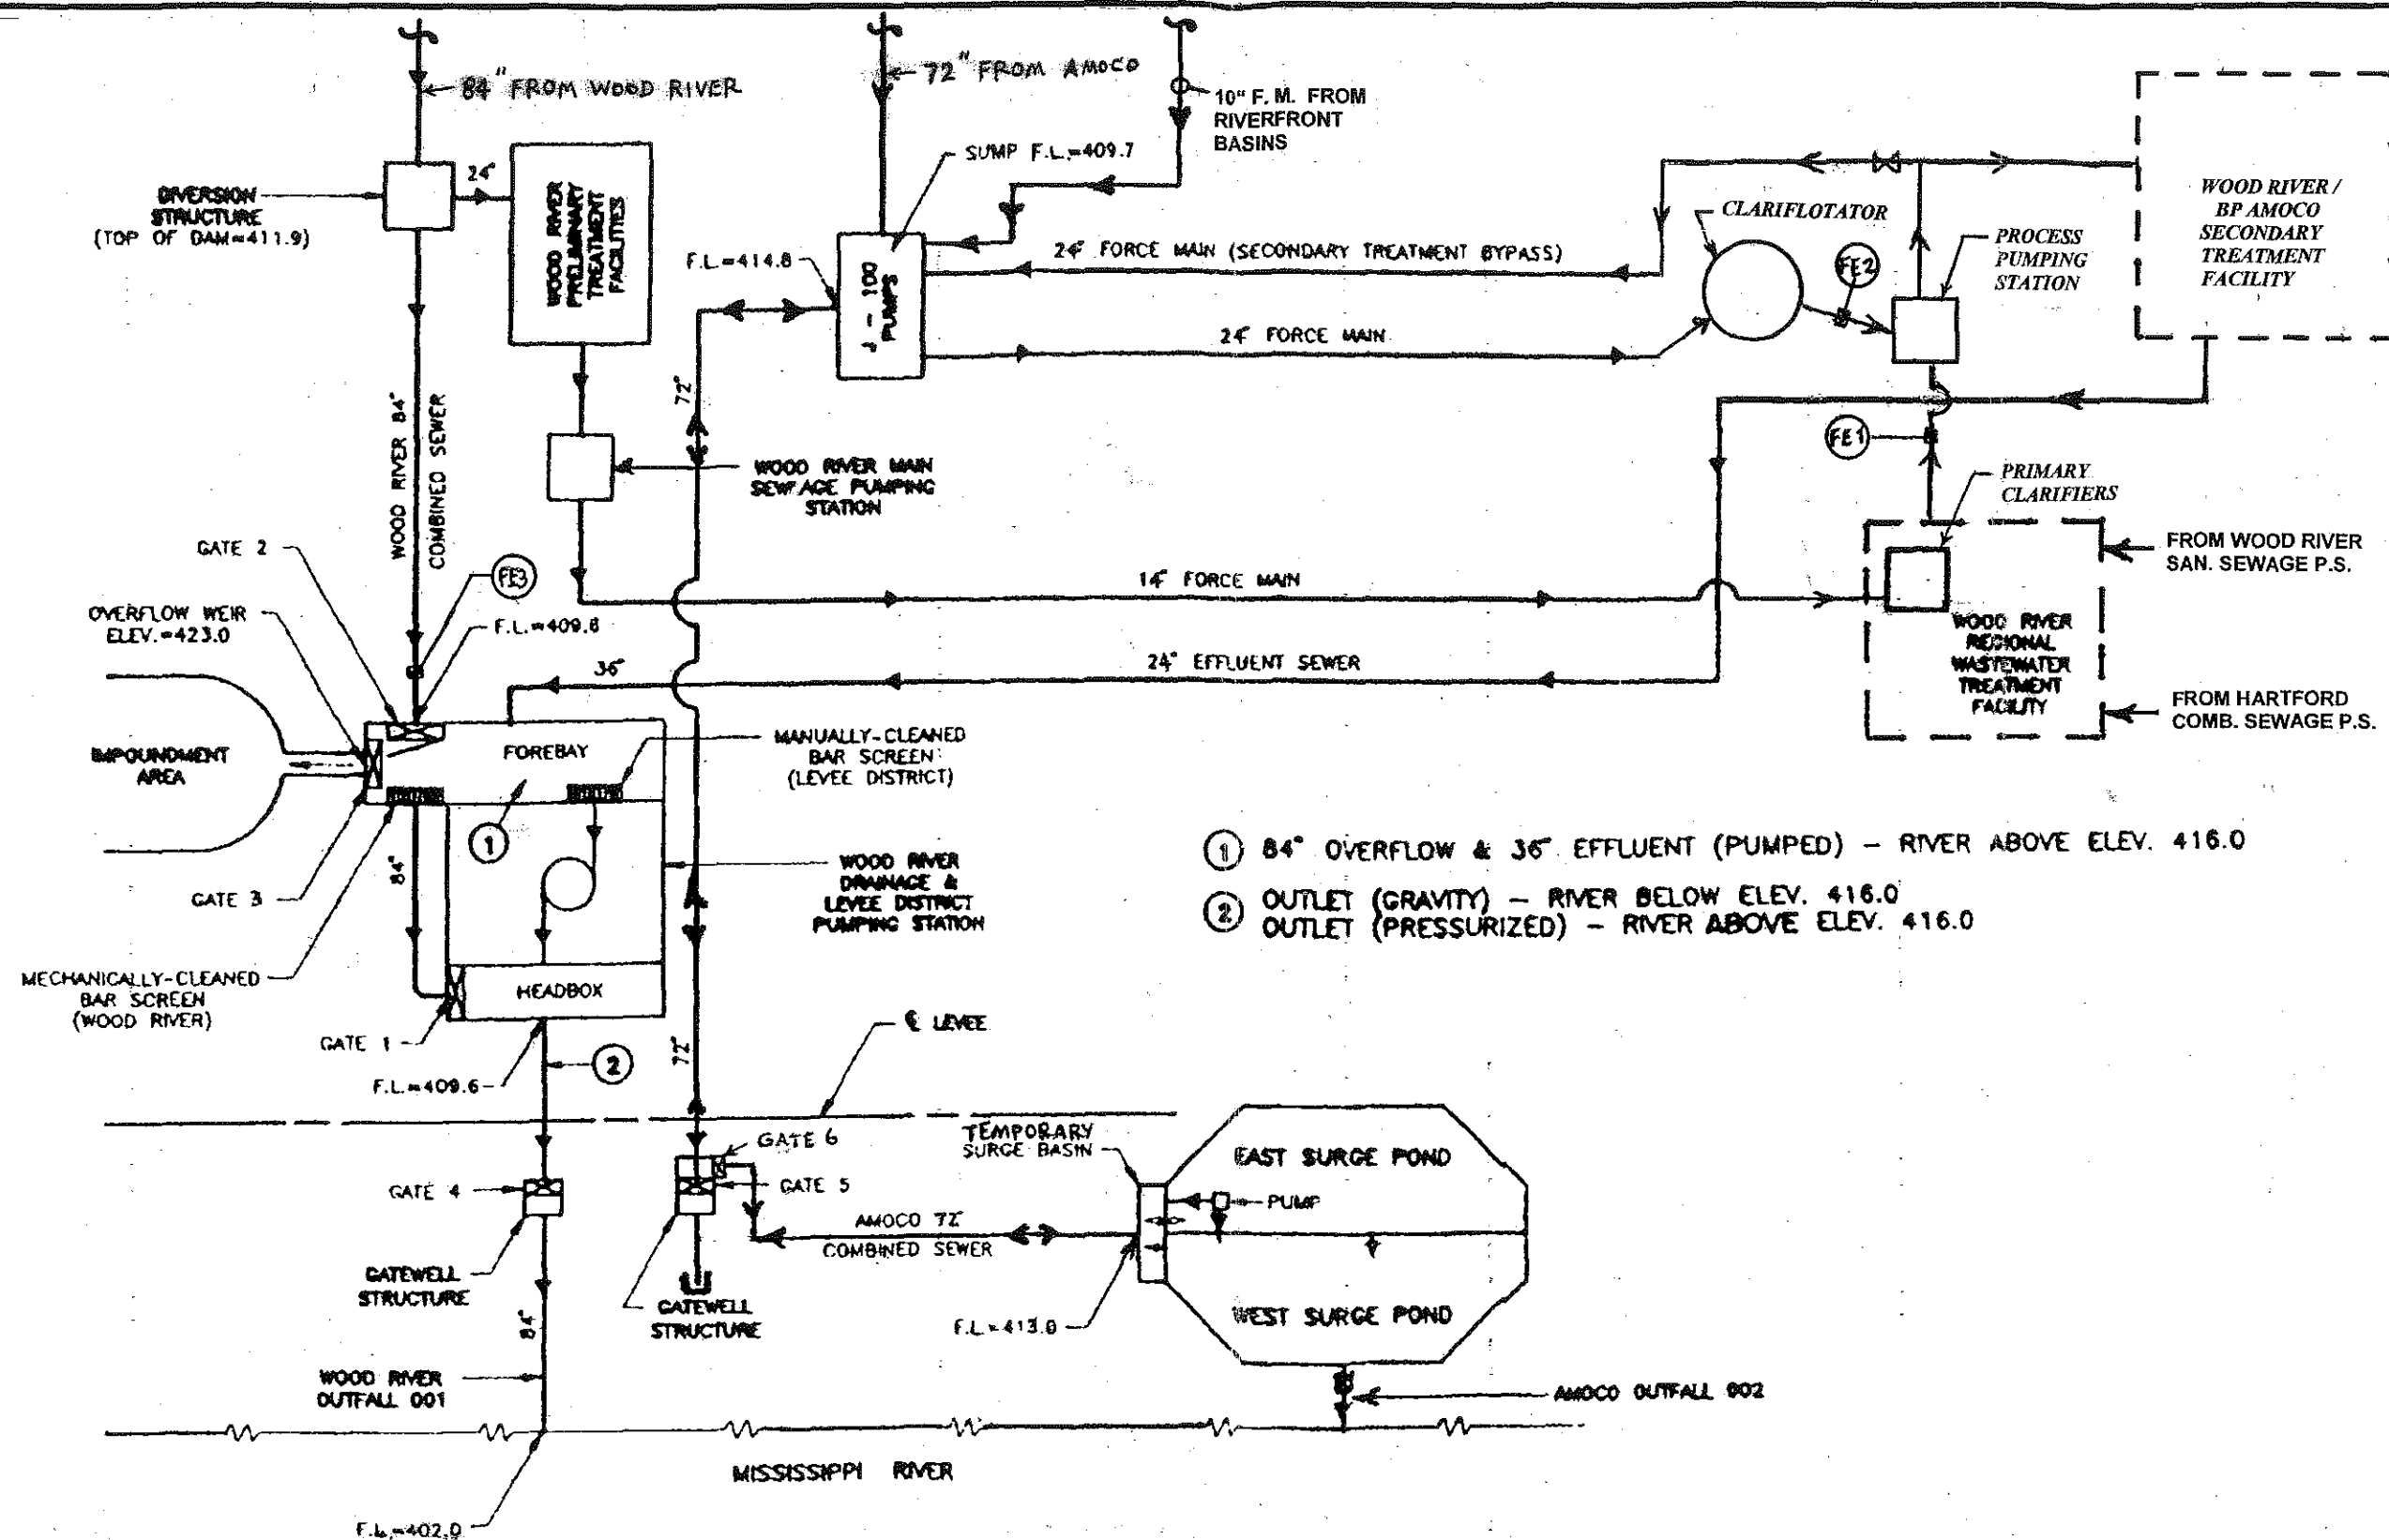 84" FROM WOOD RIVER
72" FROM AMOCO
10" F. M. FROM
RIVERFRONT
BASINS
SUMP F.L.=409.7
DIVERSION
STRUCTURE
(TOP OF DAM=411.9)
24"
WOOD RIVER
PRELIMINARY
TREATMENT
FACILITIES
F.L.=414.8
J - 100
PUMPS
24" FORCE MAIN (SECONDARY TREATMENT BYPASS)
24" FORCE MAIN
CLARIFLOTATOR
FE2
PROCESS
PUMPING
STATION
WOOD RIVER /
BP AMOCO
SECONDARY
TREATMENT
FACILITY
72"
WOOD RIVER 84"
COMBINED SEWER
WOOD RIVER MAIN
SEWAGE PUMPING
STATION
FE1
PRIMARY
CLARIFIERS
FROM WOOD RIVER
SAN. SEWAGE P.S.
GATE 2
FE3
14" FORCE MAIN
OVERFLOW WEIR
ELEV.=423.0
F.L.=409.6
WOOD RIVER
REGIONAL
WASTEWATER
TREATMENT
FACILITY
36"
24" EFFLUENT SEWER
FROM HARTFORD
COMB. SEWAGE P.S.
IMPOUNDMENT
AREA
FOREBAY
MANUALLY-CLEANED
BAR SCREEN
(LEVEE DISTRICT)
1
84"
GATE 3
WOOD RIVER
DRAINAGE &
LEVEE DISTRICT
PUMPING STATION
1 84" OVERFLOW & 36" EFFLUENT (PUMPED) - RIVER ABOVE ELEV. 416.0
2 OUTLET (GRAVITY) - RIVER BELOW ELEV. 416.0
OUTLET (PRESSURIZED) - RIVER ABOVE ELEV. 416.0
MECHANICALLY-CLEANED
BAR SCREEN
(WOOD RIVER)
HEADBOX
GATE 1
2
72"
℄ LEVEE
F.L.=409.6
GATE 6
TEMPORARY
SURGE BASIN
EAST SURGE POND
GATE 4
GATE 5
PUMP
AMOCO 72"
COMBINED SEWER
GATEWELL
STRUCTURE
GATEWELL
STRUCTURE
84"
F.L.=413.0
WEST SURGE POND
WOOD RIVER
OUTFALL 001
AMOCO OUTFALL 002
MISSISSIPPI RIVER
F.L.=402.0